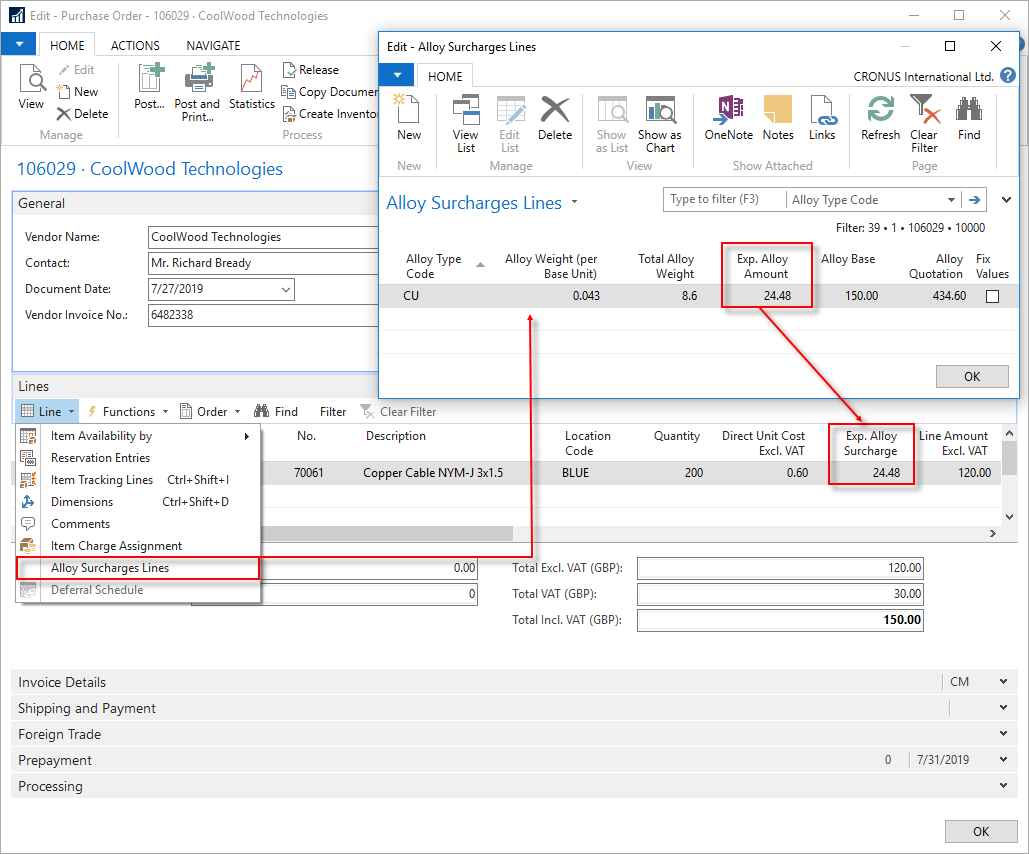 Edit - Purchase Order - 106029 · CoolWood Technologies
HOME ACTIONS NAVIGATE
View
Edit
New
Delete
Manage
Post...
Post and Print...
Statistics
Release
Copy Documen
Create Invento
Process
106029 · CoolWood Technologies
General
Vendor Name: CoolWood Technologies
Contact: Mr. Richard Bready
Document Date: 7/27/2019
Vendor Invoice No.: 6482338
Edit - Alloy Surcharges Lines
HOME
CRONUS International Ltd.
New
New
View List
Edit List
Delete
Manage
Show as List
Show as Chart
View
OneNote
Notes
Links
Show Attached
Refresh
Clear Filter
Find
Page
Alloy Surcharges Lines
Type to filter (F3) Alloy Type Code
Filter: 39 • 1 • 106029 • 10000
Alloy Type Code Alloy Weight (per Base Unit) Total Alloy Weight Exp. Alloy Amount Alloy Base Alloy Quotation Fix Values
CU 0.043 8.6 24.48 150.00 434.60
OK
Lines
Line Functions Order Find Filter Clear Filter
Item Availability by
Reservation Entries
Item Tracking Lines Ctrl+Shift+I
Dimensions Ctrl+Shift+D
Comments
Item Charge Assignment
Alloy Surcharges Lines
Deferral Schedule
No. Description Location Code Quantity Direct Unit Cost Excl. VAT Exp. Alloy Surcharge Line Amount Excl. VAT
70061 Copper Cable NYM-J 3x1.5 BLUE 200 0.60 24.48 120.00
0.00 Total Excl. VAT (GBP): 120.00
0 Total VAT (GBP): 30.00
Total Incl. VAT (GBP): 150.00
Invoice Details CM
Shipping and Payment
Foreign Trade
Prepayment 0 7/31/2019
Processing
OK